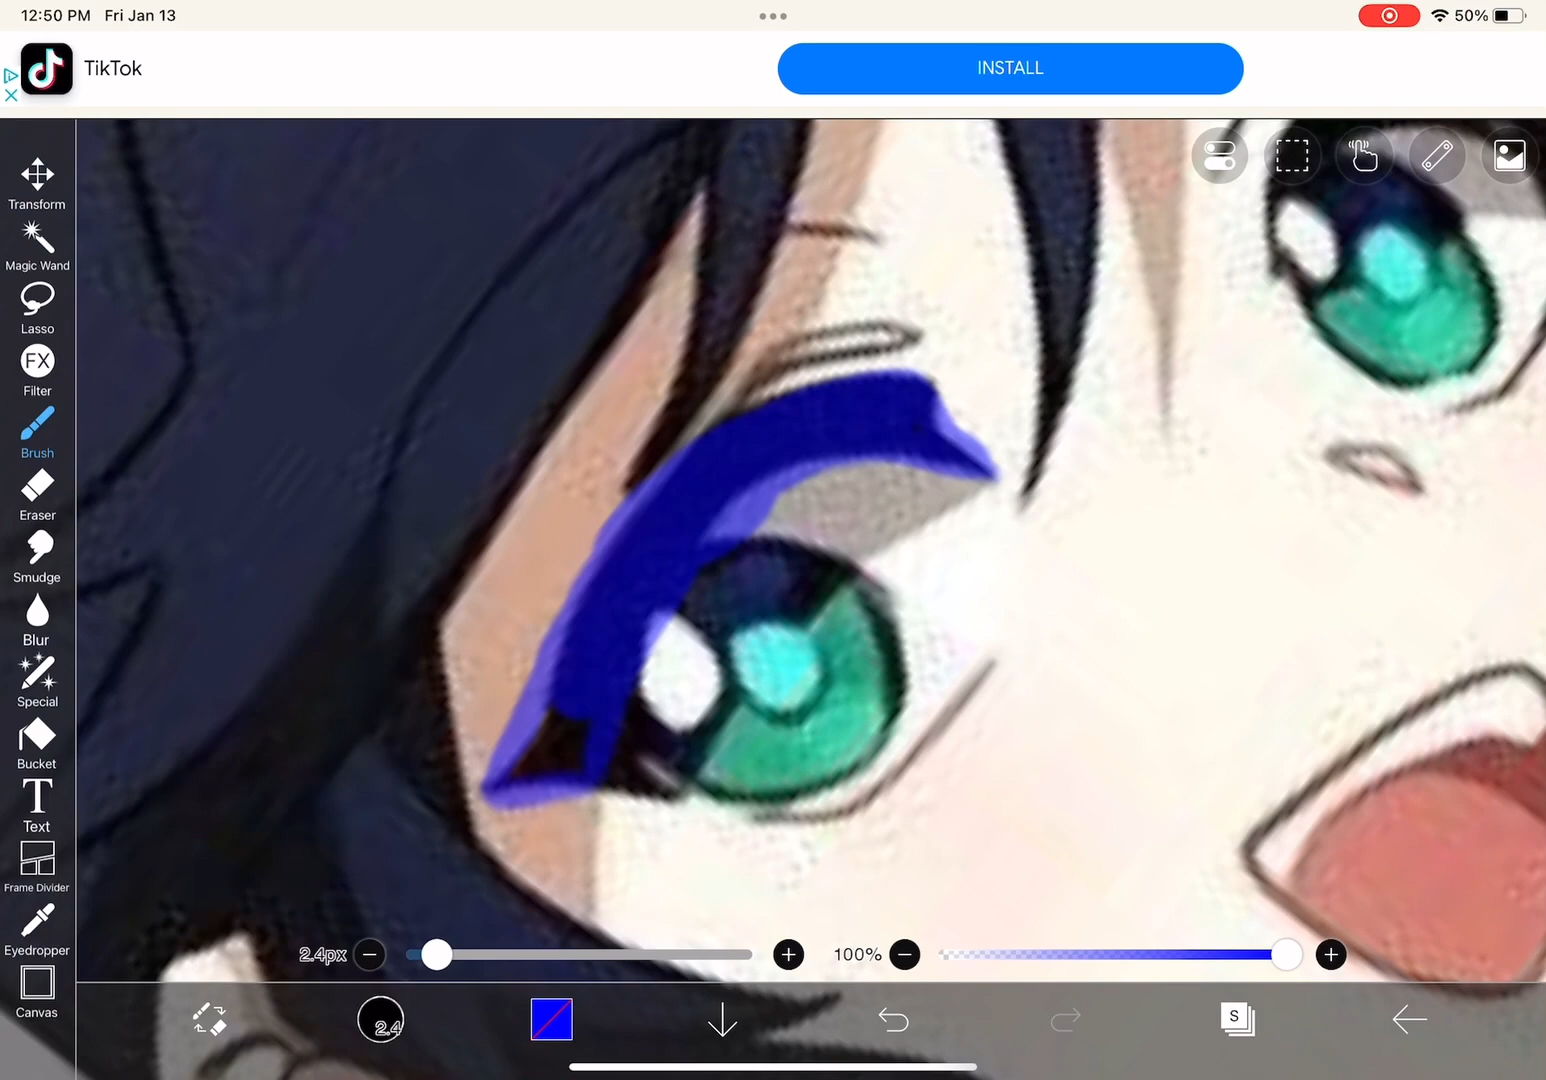 12:50 PM Fri Jan 13
50%
TikTok
INSTALL
Transform
Magic Wand
Lasso
FX
Filter
Brush
Eraser
Smudge
Blur
Special
Bucket
T
Text
Frame Divider
Eyedropper
Canvas
2.4px
100%
2.4
S